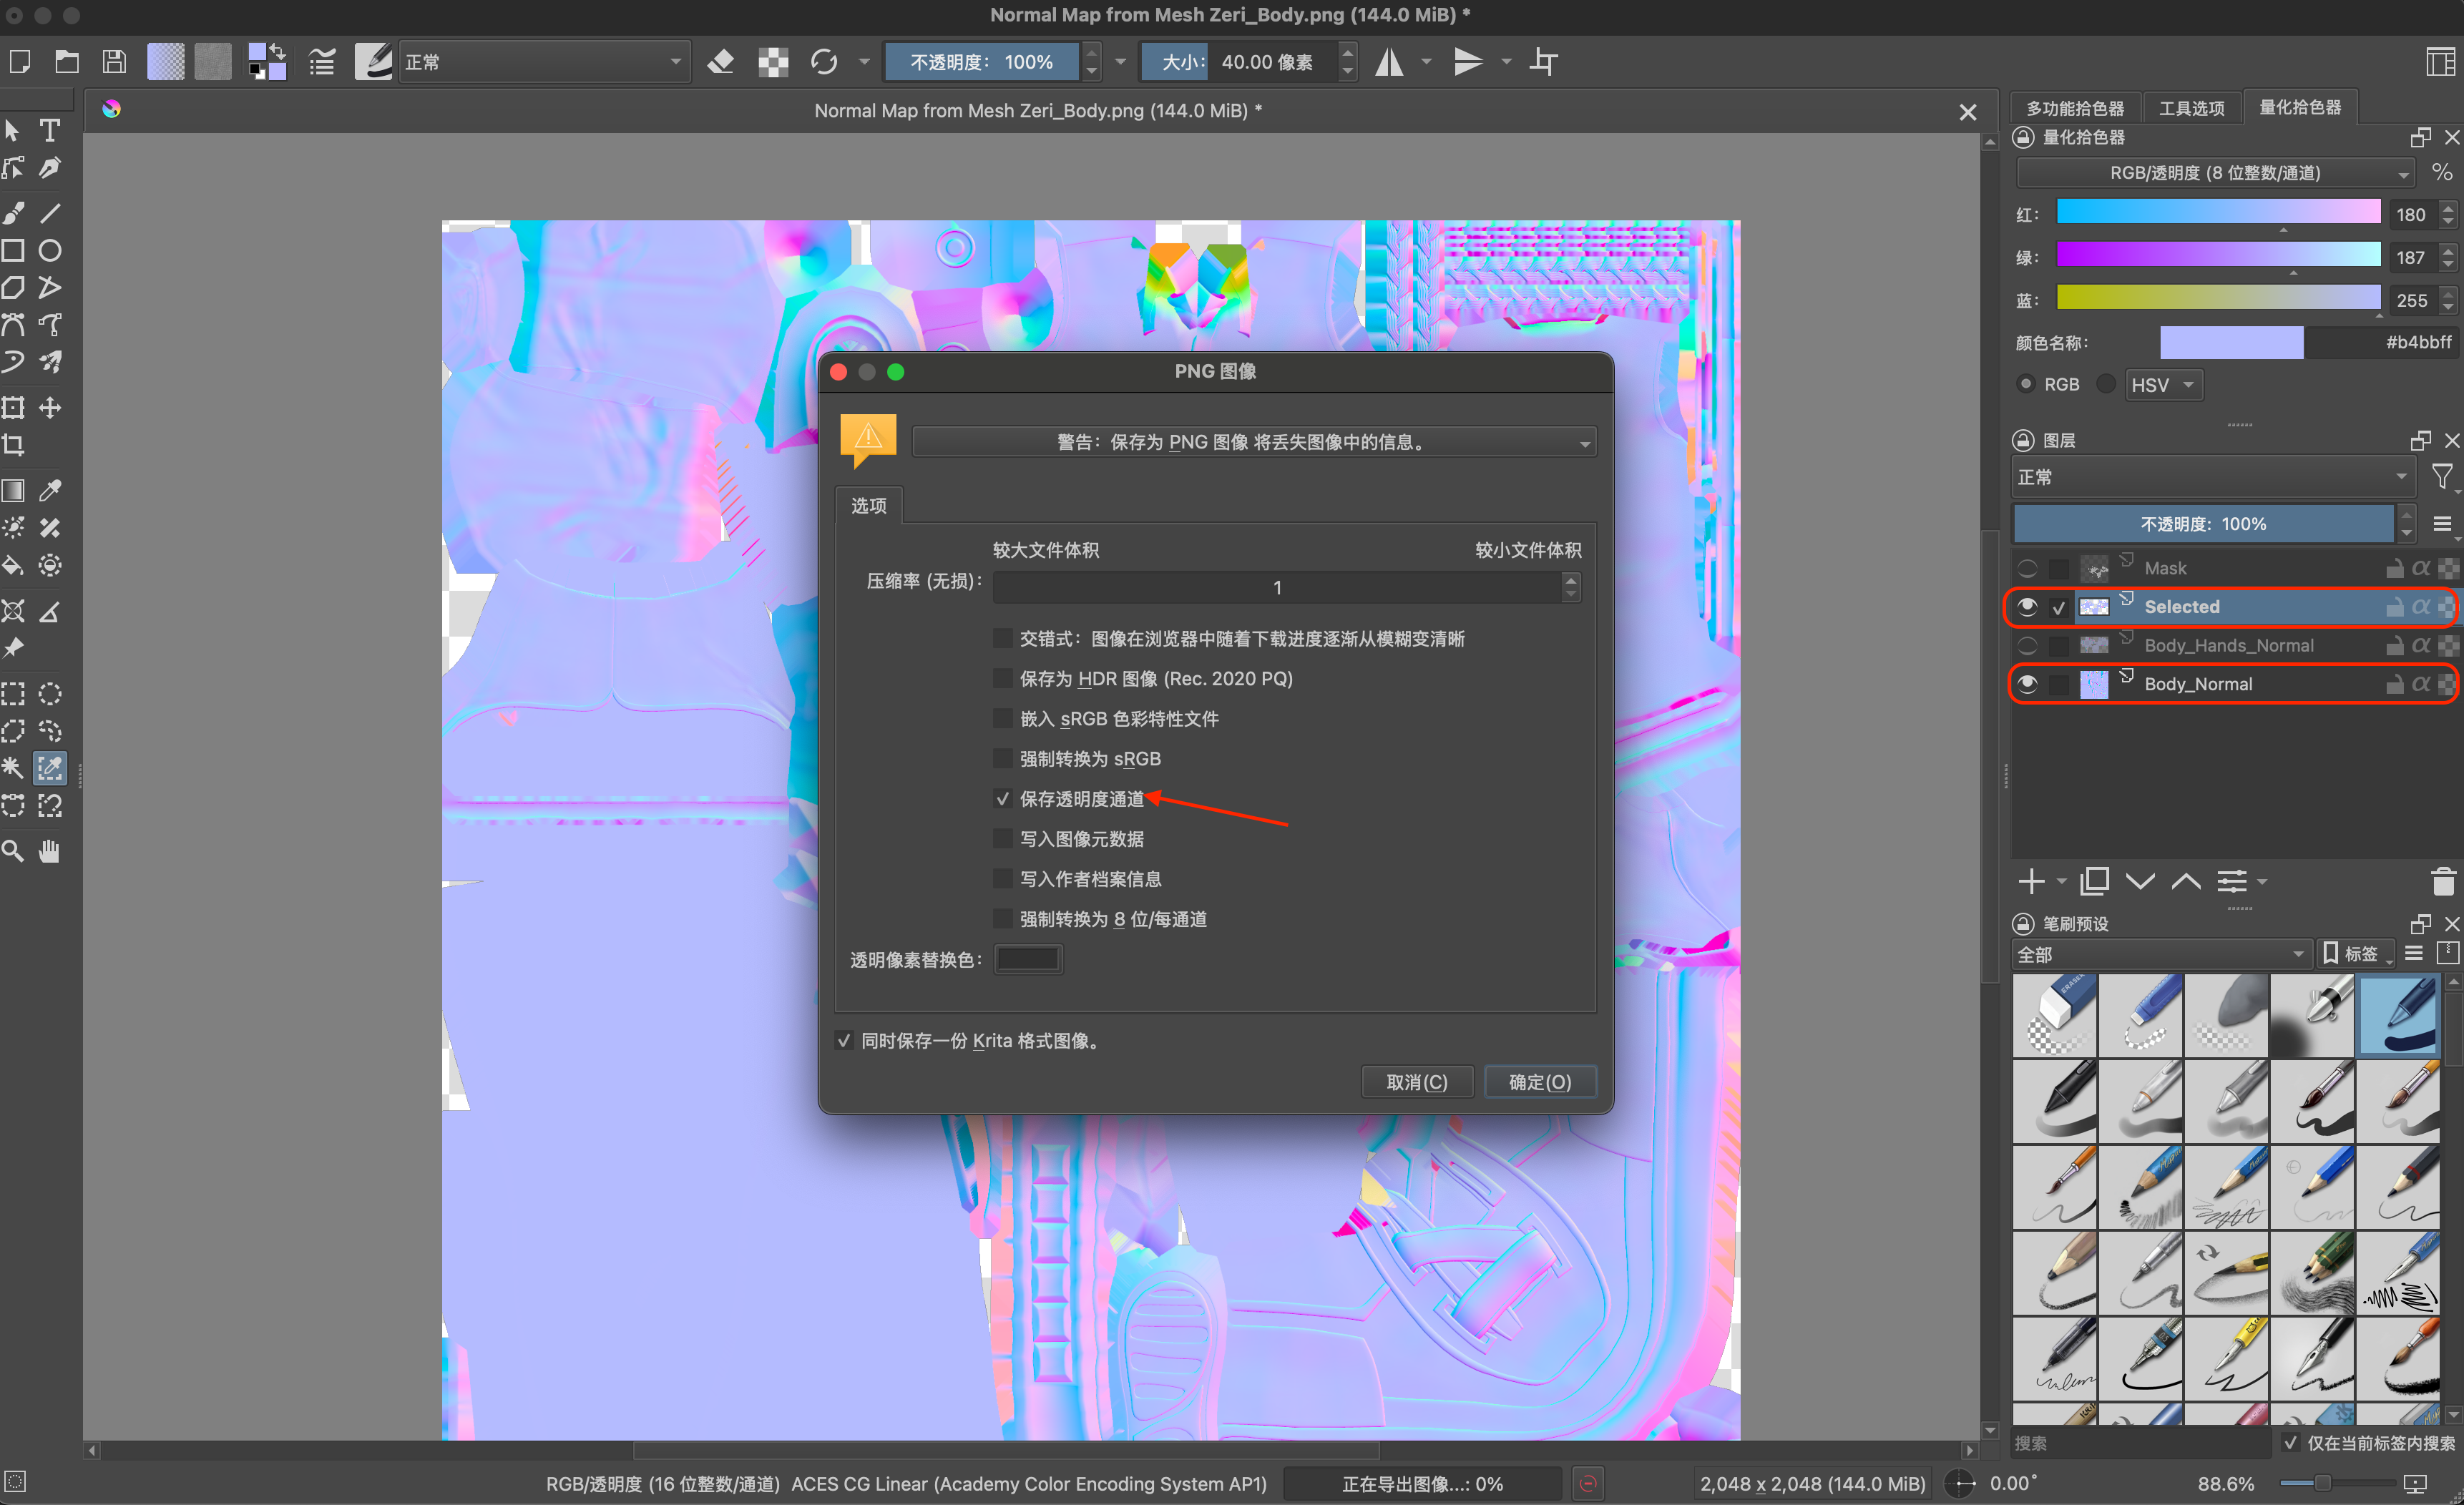 Normal Map from Mesh Zeri_Body.png (144.0 MiB) *
正常
不透明度： 100%
大小： 40.00 像素
Normal Map from Mesh Zeri_Body.png (144.0 MiB) *
多功能拾色器
工具选项
量化拾色器
量化拾色器
RGB/透明度 (8 位整数/通道)
%
红： 180
绿： 187
蓝： 255
颜色名称： #b4bbff
RGB HSV
图层
正常
不透明度： 100%
Mask
Selected
Body_Hands_Normal
Body_Normal
PNG 图像
警告：保存为 PNG 图像 将丢失图像中的信息。
选项
较大文件体积 较小文件体积
压缩率 (无损)： 1
交错式：图像在浏览器中随着下载进度逐渐从模糊变清晰
保存为 HDR 图像 (Rec. 2020 PQ)
嵌入 sRGB 色彩特性文件
强制转换为 sRGB
保存透明度通道
写入图像元数据
写入作者档案信息
强制转换为 8 位/每通道
透明像素替换色：
同时保存一份 Krita 格式图像。
取消(C) 确定(O)
笔刷预设
全部 标签
搜索 仅在当前标签内搜索
RGB/透明度 (16 位整数/通道) ACES CG Linear (Academy Color Encoding System AP1) 正在导出图像...: 0% 2,048 x 2,048 (144.0 MiB) 0.00° 88.6%